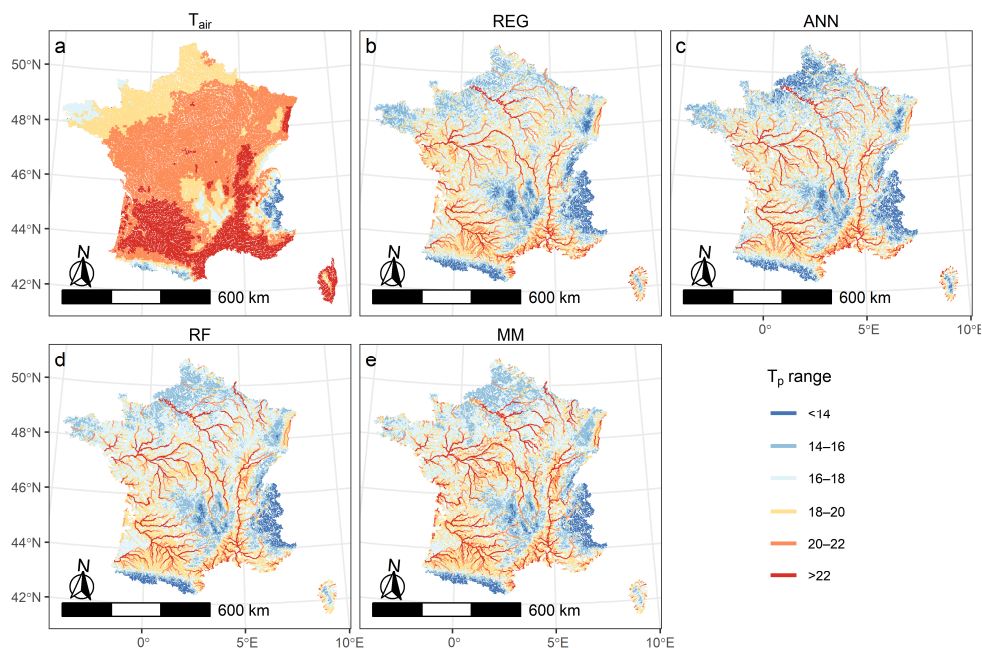 T_air REG ANN
a b c
50°N
48°N
46°N
44°N
42°N
N N N
600 km 600 km 600 km
0° 5°E 10°E
RF MM
d e
T_p range
50°N
<14
48°N
14–16
16–18
46°N
18–20
44°N
20–22
N N
>22
42°N
600 km 600 km
0° 5°E 10°E 0° 5°E 10°E